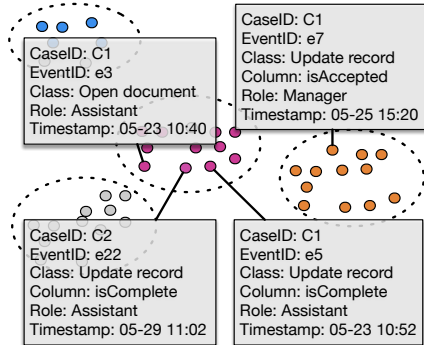 CaseID: C1
EventID: e3
Class: Open document
Role: Assistant
Timestamp: 05-23 10:40
CaseID: C1
EventID: e7
Class: Update record
Column: isAccepted
Role: Manager
Timestamp: 05-25 15:20
CaseID: C2
EventID: e22
Class: Update record
Column: isComplete
Role: Assistant
Timestamp: 05-29 11:02
CaseID: C1
EventID: e5
Class: Update record
Column: isComplete
Role: Assistant
Timestamp: 05-23 10:52